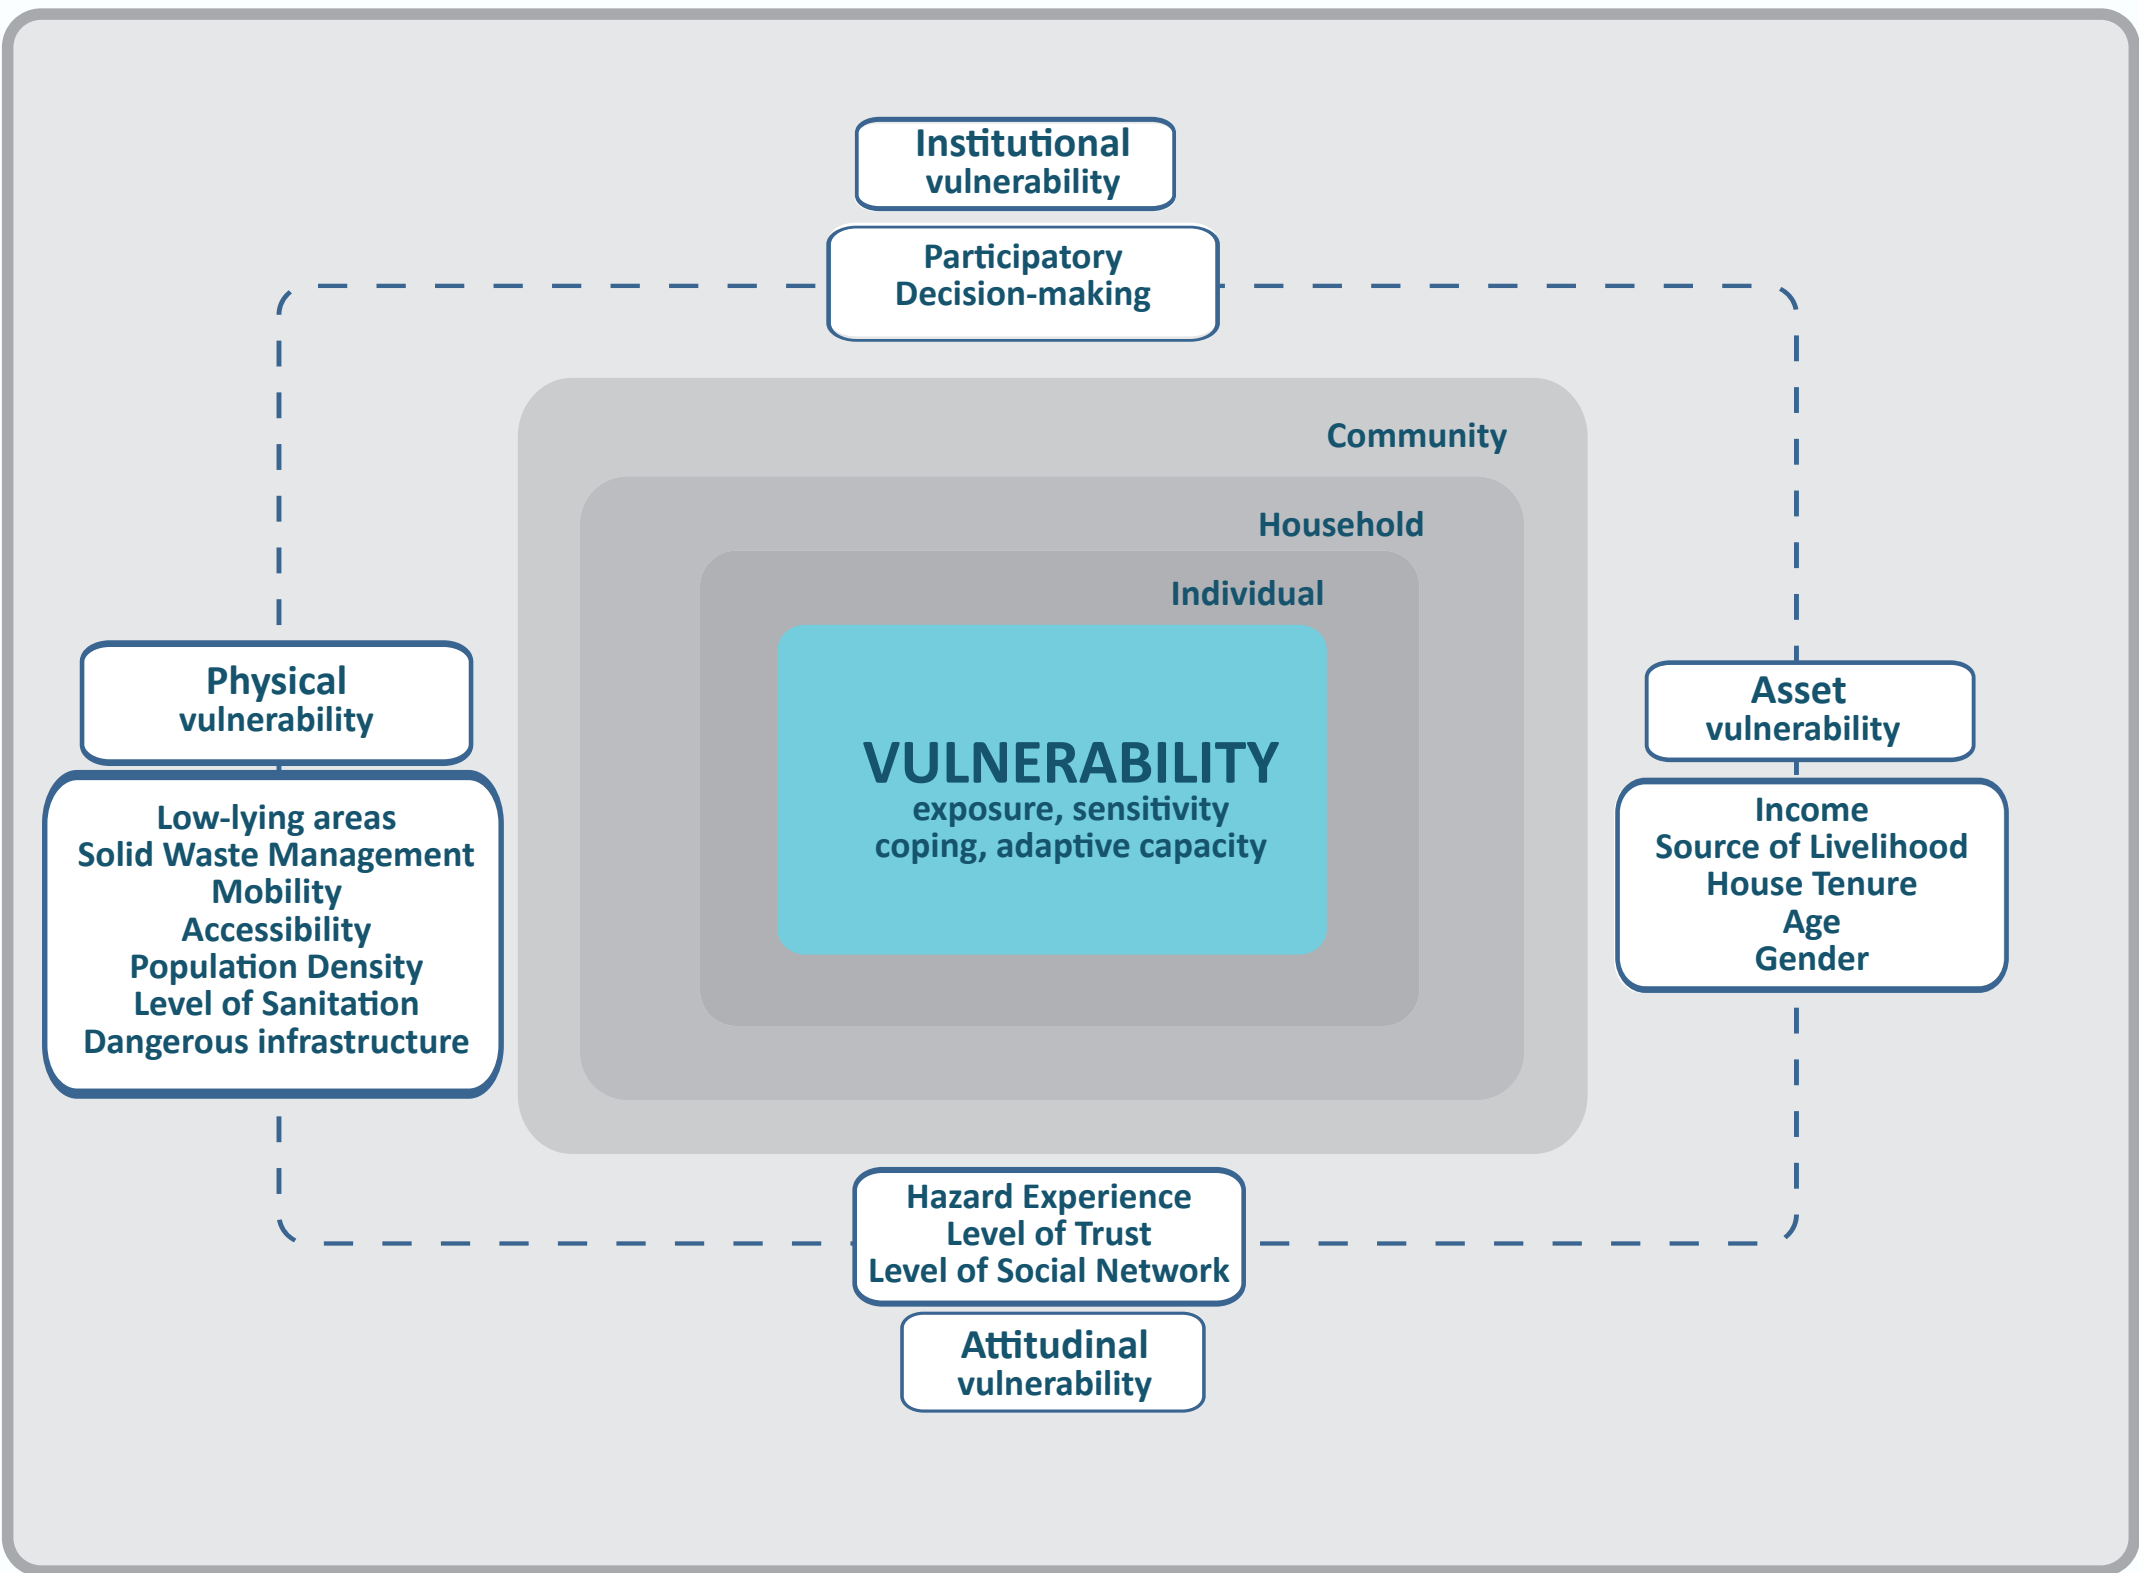 Institutional
vulnerability
Participatory
Decision-making
Community
Household
Individual
VULNERABILITY
exposure, sensitivity
coping, adaptive capacity
Physical
vulnerability
Low-lying areas
Solid Waste Management
Mobility
Accessibility
Population Density
Level of Sanitation
Dangerous infrastructure
Asset
vulnerability
Income
Source of Livelihood
House Tenure
Age
Gender
Hazard Experience
Level of Trust
Level of Social Network
Attitudinal
vulnerability